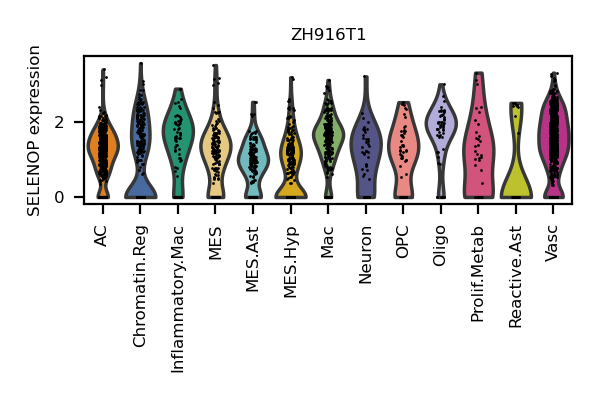 ZH916T1
SELENOP expression
2
0
AC
Chromatin.Reg
Inflammatory.Mac
MES
MES.Ast
MES.Hyp
Mac
Neuron
OPC
Oligo
Prolif.Metab
Reactive.Ast
Vasc